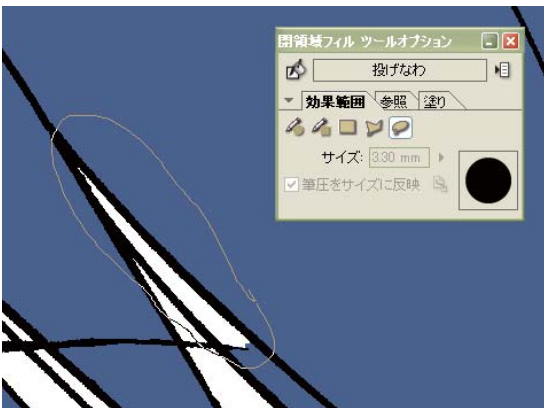 閉領域フィル ツールオプション
投げなわ
効果範囲 参照 塗り
サイズ: 3.30 mm
筆圧をサイズに反映